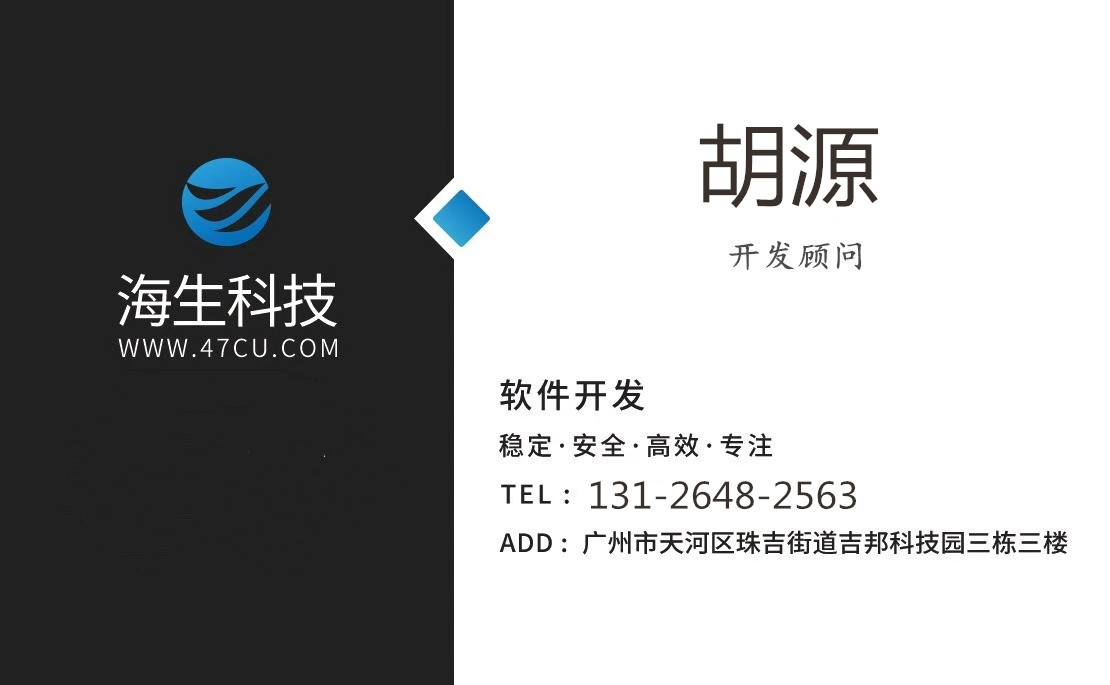 海生科技
WWW.47CU.COM
胡源
开发顾问
软件开发
稳定·安全·高效·专注
TEL：131-2648-2563
ADD：广州市天河区珠吉街道吉邦科技园三栋三楼